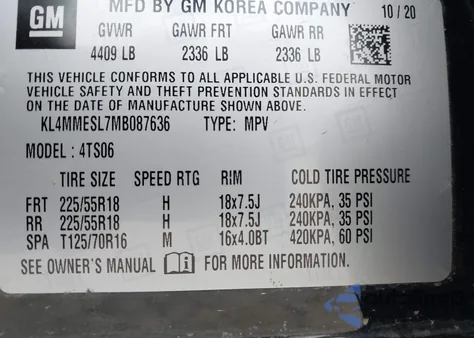 MFD BY GM KOREA COMPANY 10/20
GM
GVWR GAWR FRT GAWR RR
4409 LB 2336 LB 2336 LB
THIS VEHICLE CONFORMS TO ALL APPLICABLE U.S. FEDERAL MOTOR
VEHICLE SAFETY AND THEFT PREVENTION STANDARDS IN EFFECT
ON THE DATE OF MANUFACTURE SHOWN ABOVE.
KL4MMESL7MB087636 TYPE: MPV
MODEL: 4TS06
TIRE SIZE SPEED RTG RIM COLD TIRE PRESSURE
FRT 225/55R18 H 18x7.5J 240KPA, 35 PSI
RR 225/55R18 H 18x7.5J 240KPA, 35 PSI
SPA T125/70R16 M 16x4.0BT 420KPA, 60 PSI
SEE OWNER'S MANUAL FOR MORE INFORMATION.